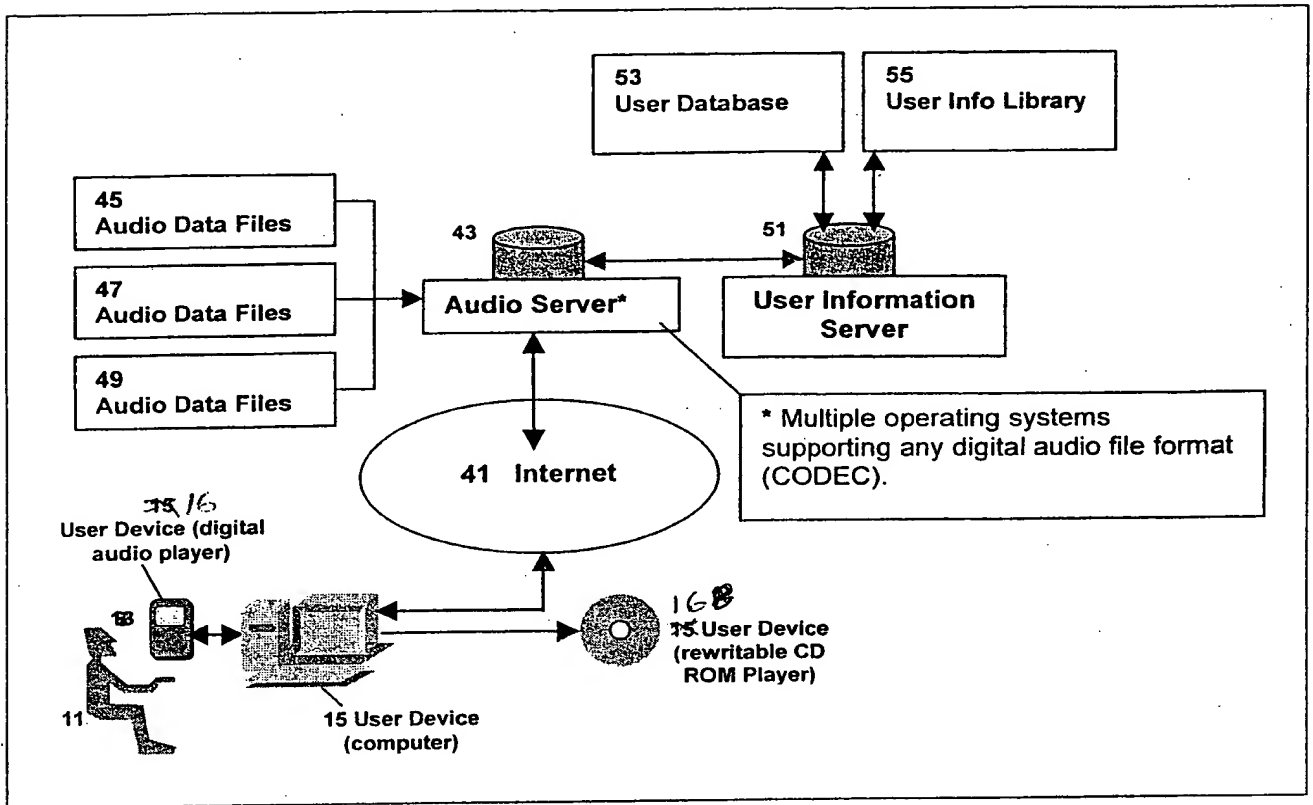 53
User Database
55
User Info Library
45
Audio Data Files
43
51
47
Audio Data Files
Audio Server*
User Information
Server
49
Audio Data Files
* Multiple operating systems
supporting any digital audio file format
(CODEC).
41 Internet
16
User Device (digital
audio player)
15 User Device
(rewritable CD
ROM Player)
11
15 User Device
(computer)